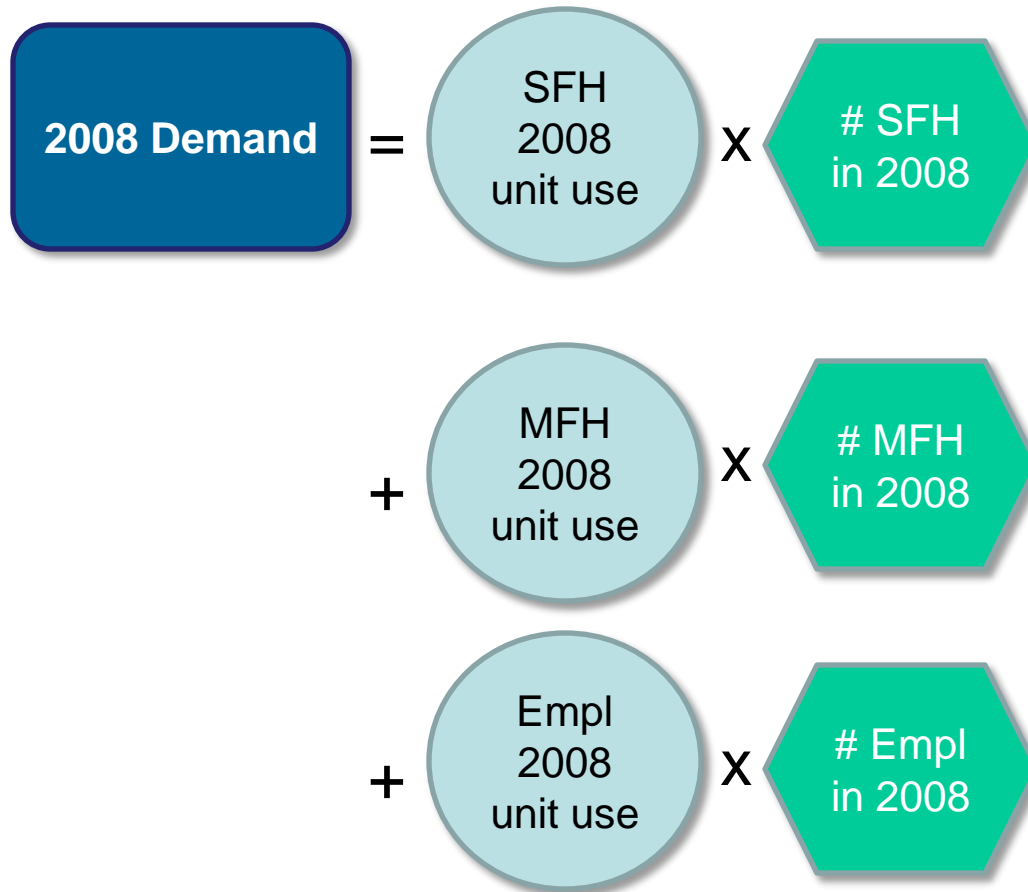 2008 Demand
=
SFH
2008
unit use
x
# SFH
in 2008
+
MFH
2008
unit use
x
# MFH
in 2008
+
Empl
2008
unit use
x
# Empl
in 2008